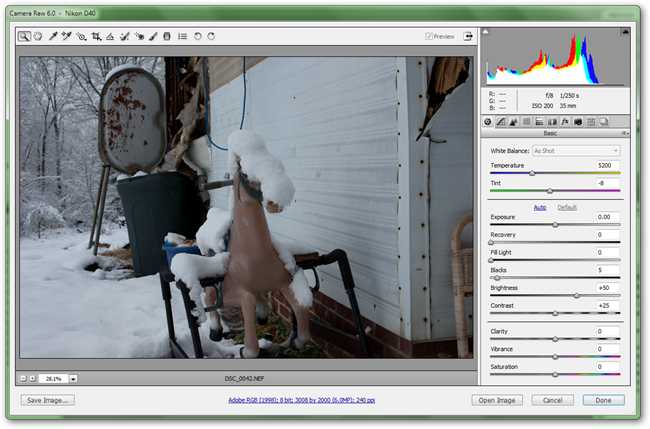 Camera Raw 6.0 - Nikon D40
Preview
R: ---
G: ---
B: ---
f/8 1/250 s
ISO 200 35 mm
Basic
White Balance: As Shot
Temperature 5200
Tint -8
Auto Default
Exposure 0.00
Recovery 0
Fill Light 0
Blacks 5
Brightness +50
Contrast +25
Clarity 0
Vibrance 0
Saturation 0
28.1% DSC_0042.NEF
Save Image... Adobe RGB (1998); 8 bit; 3008 by 2000 (6.0MP); 240 ppi Open Image Cancel Done